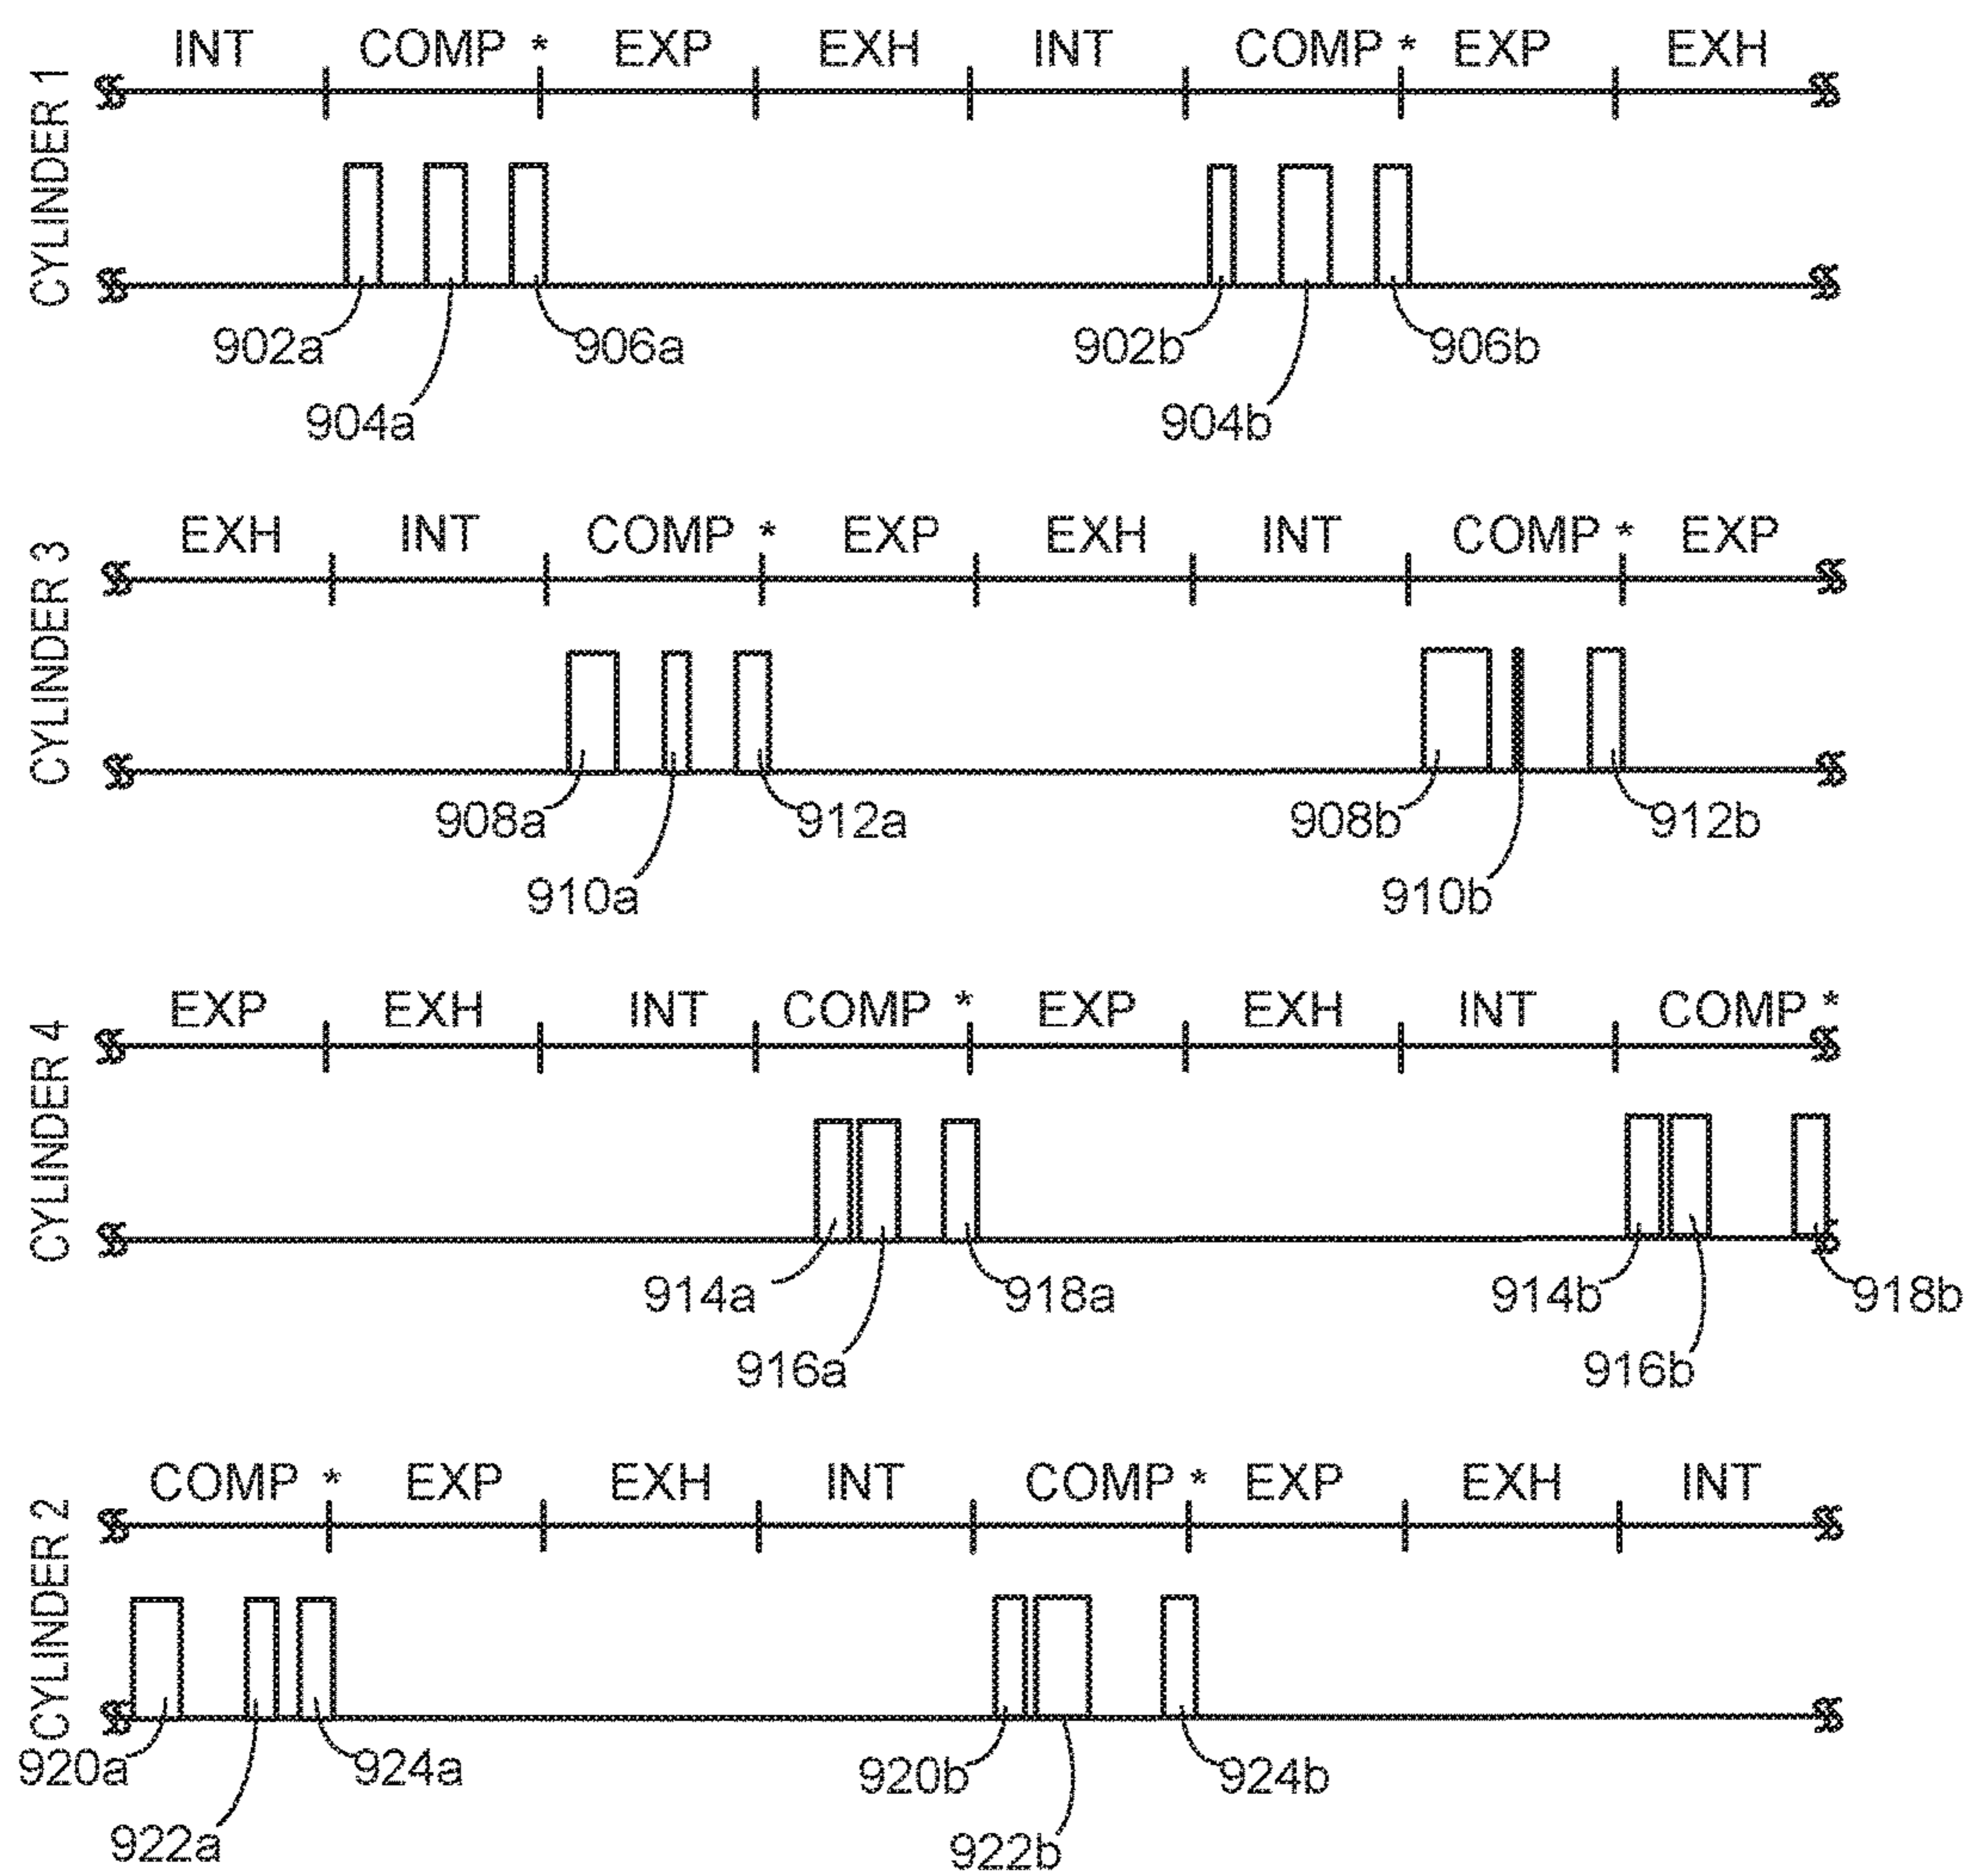 CYLINDER 1
INT COMP * EXP EXH INT COMP * EXP EXH
902a 906a 902b 906b
904a 904b
CYLINDER 3
EXH INT COMP * EXP EXH INT COMP * EXP
908a 912a 908b 912b
910a 910b
CYLINDER 4
EXP EXH INT COMP * EXP EXH INT COMP *
914a 918a 914b 918b
916a 916b
CYLINDER 2
COMP * EXP EXH INT COMP * EXP EXH INT
920a 924a 920b 924b
922a 922b